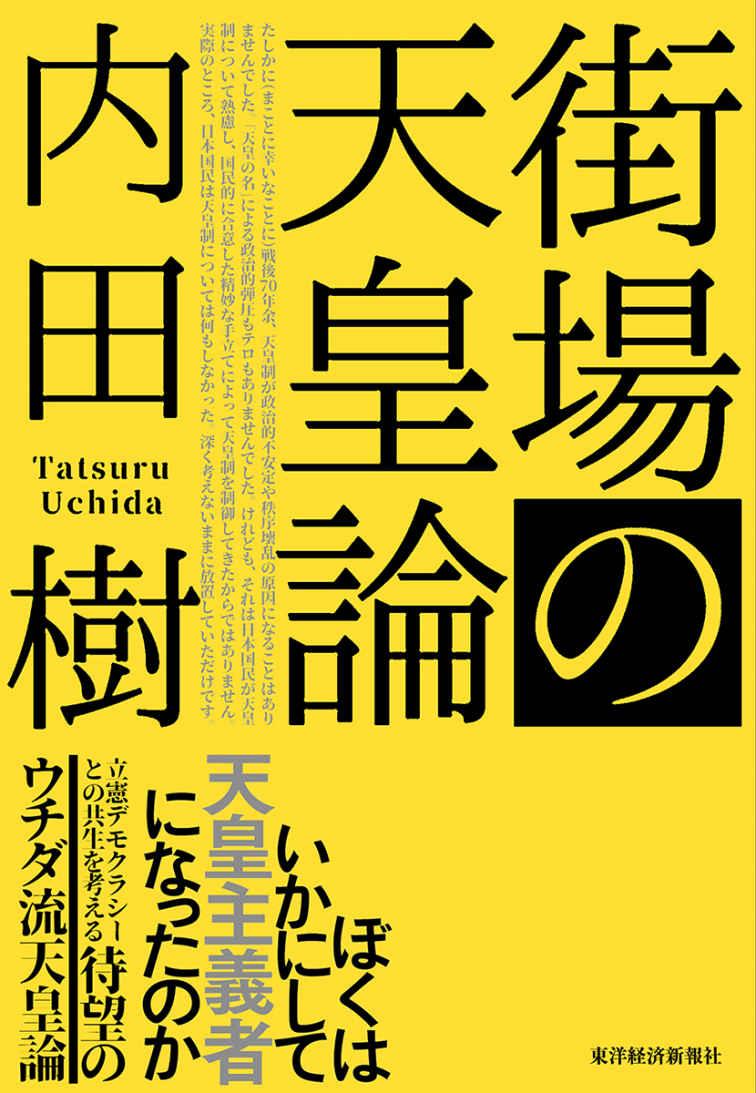 街場の
天皇論
たしかに（まことに幸いなことに）戦後70年余、天皇制が政治的不安定や秩序壊乱の原因になることはあり
ませんでした。「天皇の名」による政治的弾圧もテロもありませんでした。けれども、それは日本国民が天皇
制について熟慮し、国民的に合意した精妙な手立てによって天皇制を制御してきたからではありません。
実際のところ、日本国民は天皇制については何もしなかった。深く考えないままに放置していただけです。
内田樹
Tatsuru
Uchida
ぼくは
いかにして
天皇主義者
になったのか
立憲デモクラシー
との共生を考える
待望の
ウチダ流天皇論
東洋経済新報社